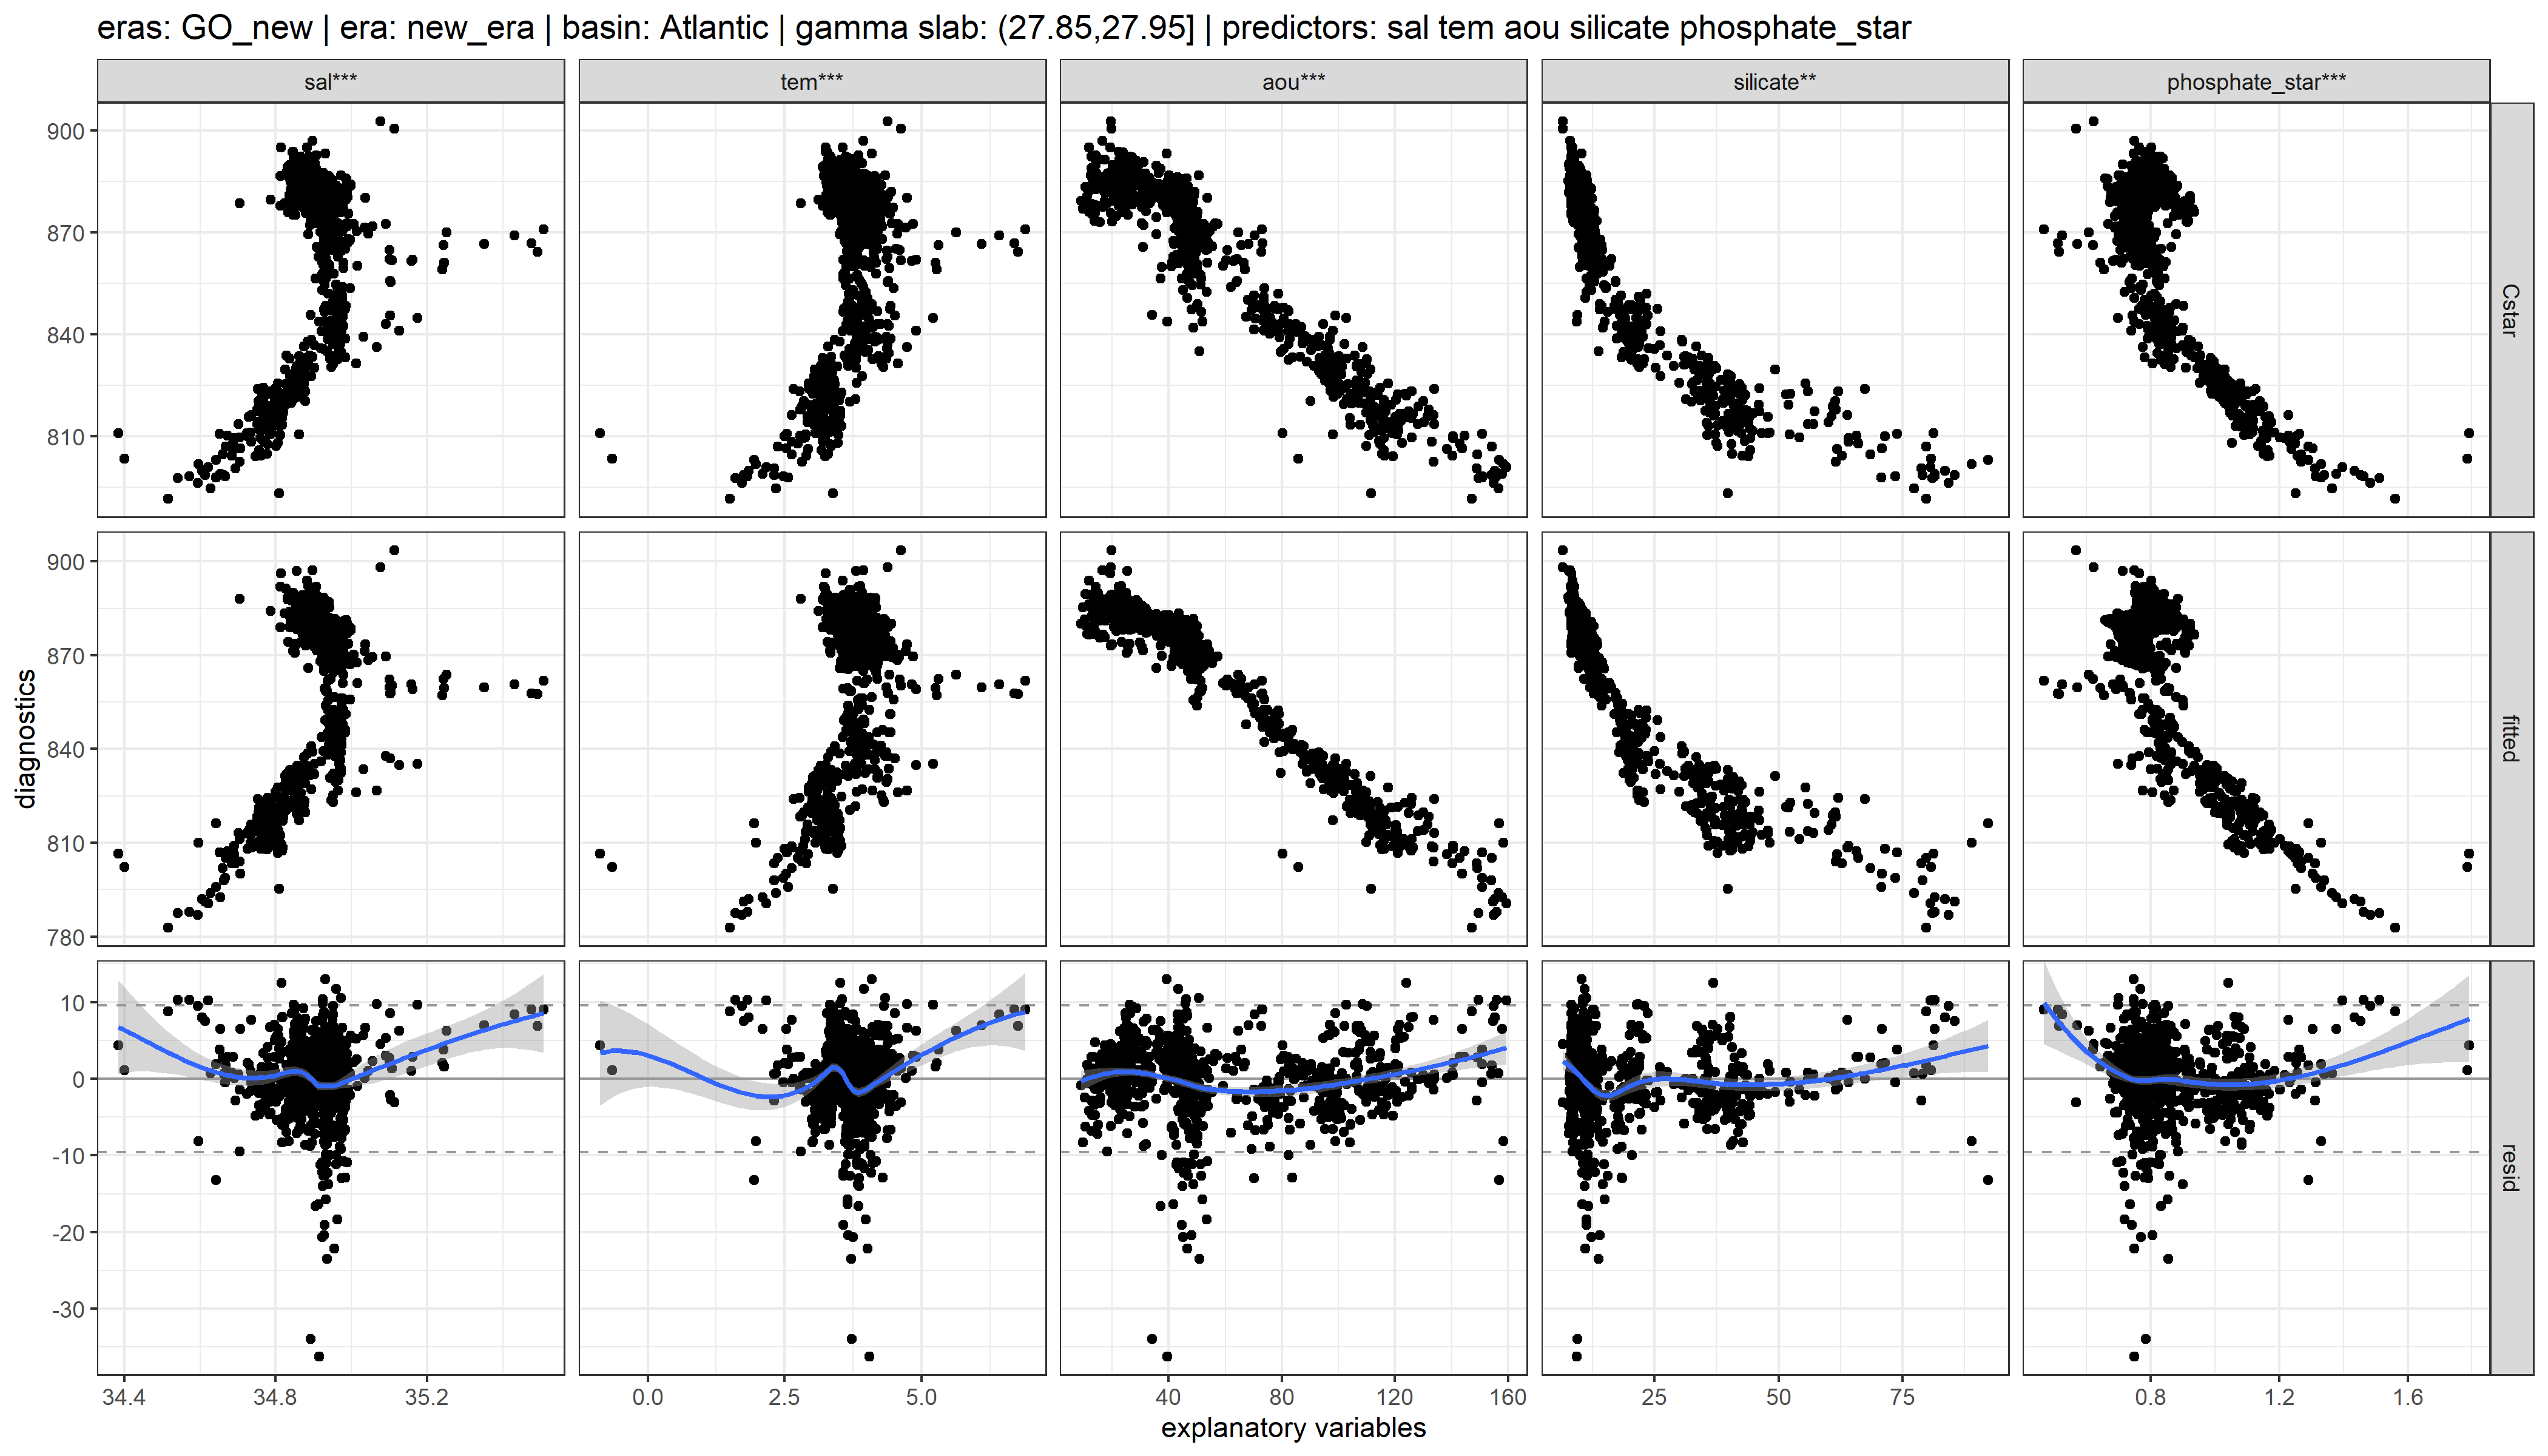 eras: GO_new | era: new_era | basin: Atlantic | gamma slab: (27.85,27.95] | predictors: sal tem aou silicate phosphate_star
sal***
tem***
aou***
silicate**
phosphate_star***
900
870
840
810
Cstar
900
870
840
810
780
fitted
diagnostics
10
0
-10
-20
-30
resid
34.4
34.8
35.2
0.0
2.5
5.0
40
80
120
160
25
50
75
0.8
1.2
1.6
explanatory variables